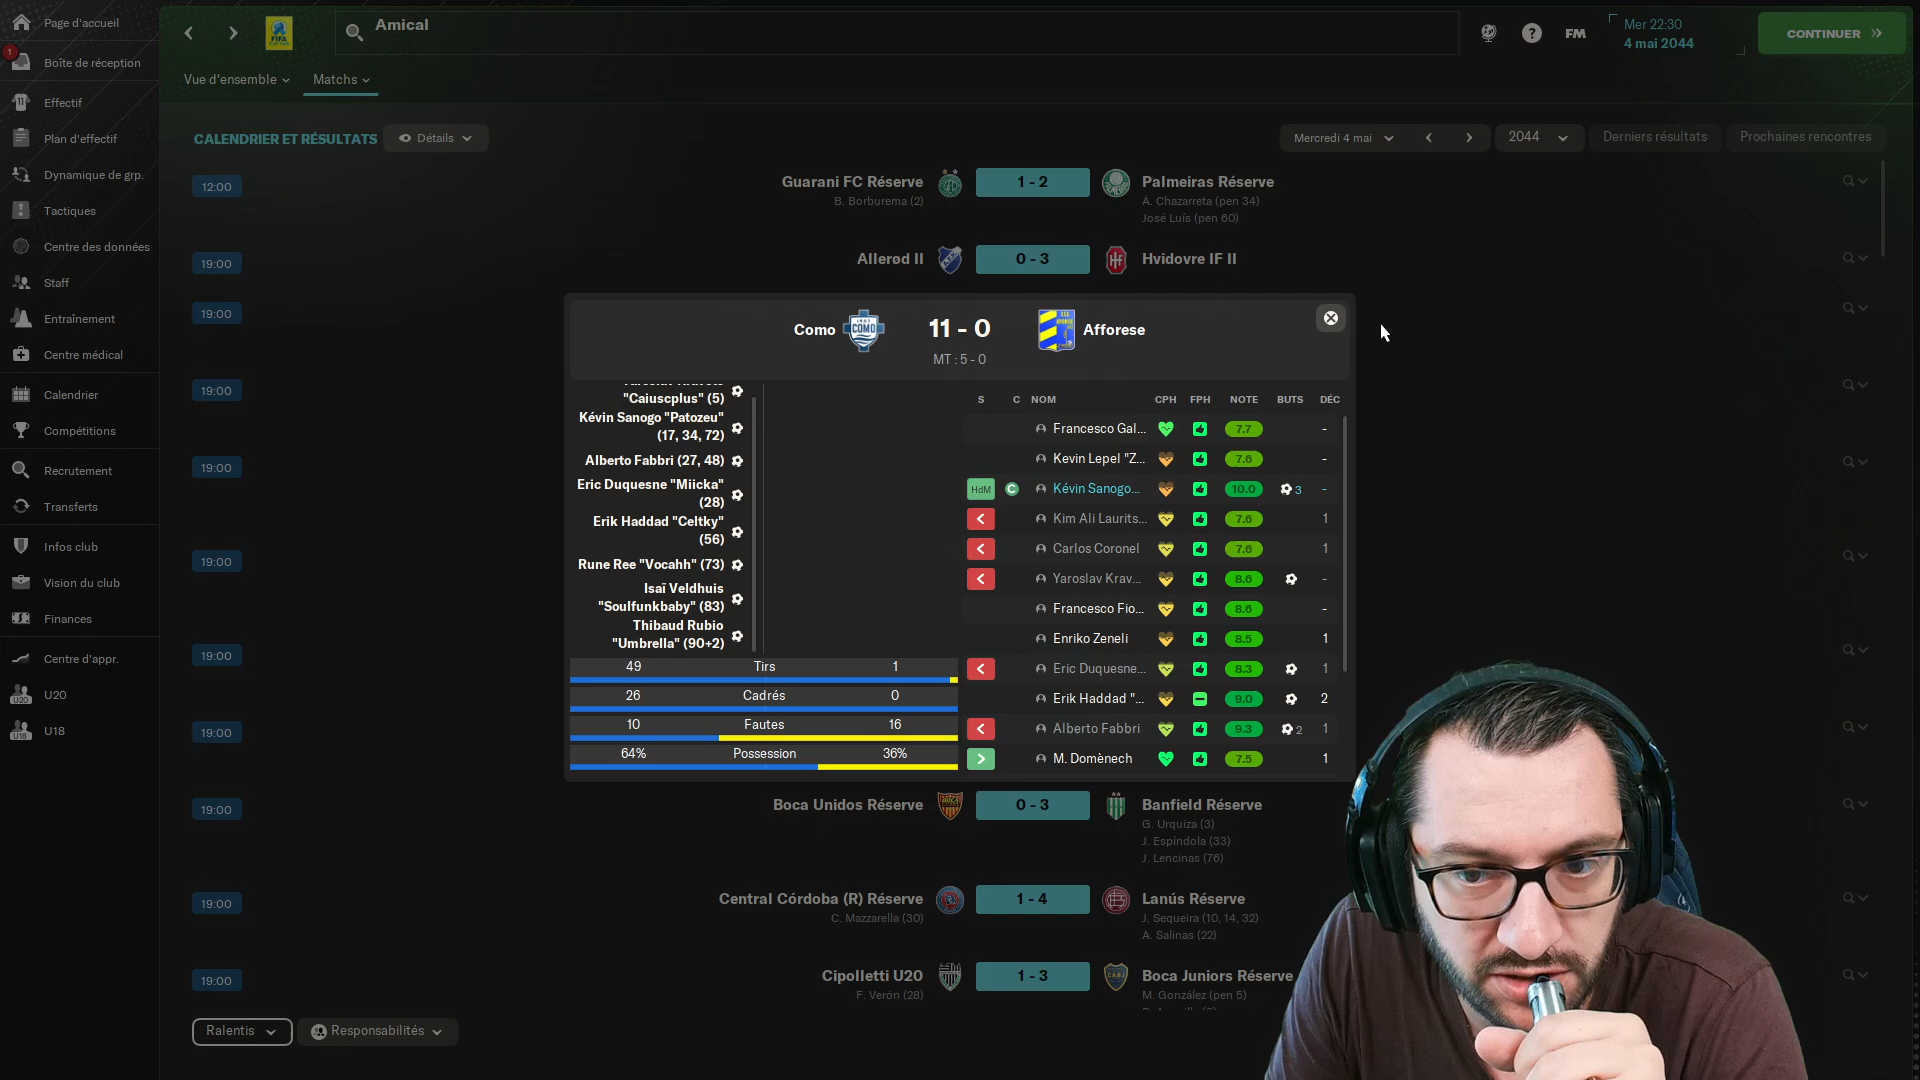 Page d'accueil
1
Boîte de réception
Effectif
Plan d'effectif
Dynamique de grp.
Tactiques
Centre des données
Staff
Entraînement
Centre médical
Calendrier
Compétitions
Recrutement
Transferts
Infos club
Vision du club
Finances
Centre d'appr.
U20
U18
Amical
FM
Mer 22:30
4 mai 2044
CONTINUER
Vue d'ensemble
Matchs
CALENDRIER ET RÉSULTATS
Détails
Mercredi 4 mai
2044
Derniers résultats
Prochaines rencontres
12:00
Guarani FC Réserve
1 - 2
Palmeiras Réserve
B. Borburema (2)
A. Chazarreta (pen 34)
José Luís (pen 60)
19:00
Allerød II
0 - 3
Hvidovre IF II
19:00
19:00
19:00
19:00
19:00
19:00
Como
11 - 0
Afforese
MT : 5 - 0
"Caiuscplus" (5)
Kévin Sanogo "Patozeu"
(17, 34, 72)
Alberto Fabbri (27, 48)
Eric Duquesne "Miicka"
(28)
Erik Haddad "Celtky"
(56)
Rune Ree "Vocahh" (73)
Isaï Veldhuis
"Soulfunkbaby" (83)
Thibaud Rubio
"Umbrella" (90+2)
49 Tirs 1
26 Cadrés 0
10 Fautes 16
64% Possession 36%
S C NOM CPH FPH NOTE BUTS DÉC
Francesco Gal... 7.7 -
Kevin Lepel "Z... 7.6 -
HdM C Kévin Sanogo... 10.0 3 -
Kim Ali Laurits... 7.6 1
Carlos Coronel 7.6 1
Yaroslav Krav... 8.6 -
Francesco Fio... 8.6 -
Enriko Zeneli 8.5 1
Eric Duquesne... 8.3 1
Erik Haddad "... 9.0 2
Alberto Fabbri 9.3 2 1
M. Domènech 7.5 1
19:00
Boca Unidos Réserve
0 - 3
Banfield Réserve
G. Urquiza (3)
J. Espíndola (33)
J. Lencinas (76)
19:00
Central Córdoba (R) Réserve
1 - 4
Lanús Réserve
C. Mazzarella (30)
J. Sequeira (10, 14, 32)
A. Salinas (22)
19:00
Cipolletti U20
1 - 3
Boca Juniors Réserve
F. Verón (28)
M. González (pen 5)
Ralentis
Responsabilités